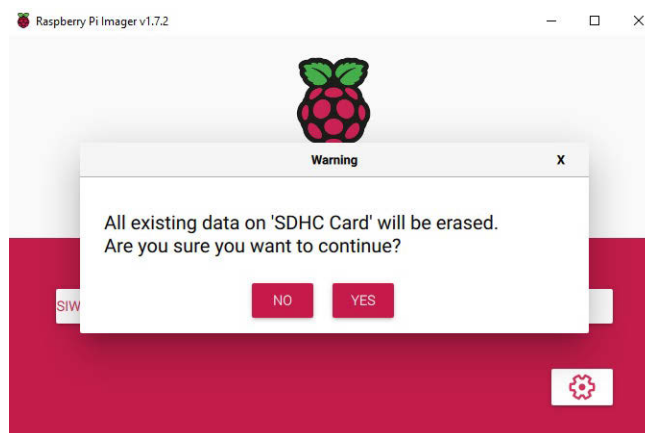 Raspberry Pi Imager v1.7.2
Warning
X
All existing data on 'SDHC Card' will be erased.
Are you sure you want to continue?
NO
YES
SIW